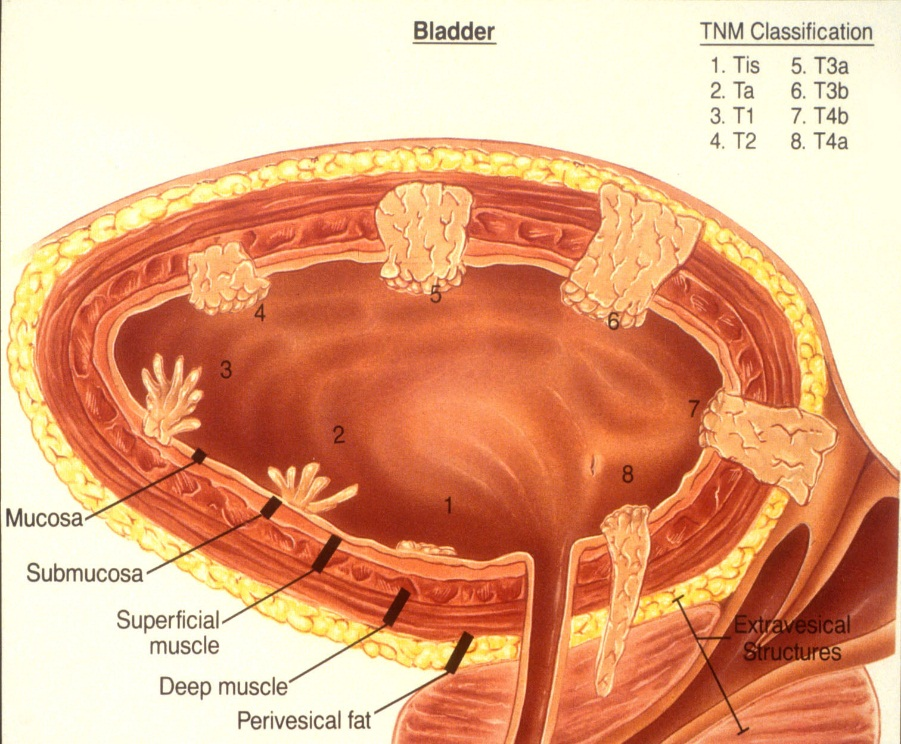 Bladder
TNM Classification
1. Tis 5. T3a
2. Ta 6. T3b
3. T1 7. T4b
4. T2 8. T4a
4
5
6
3
7
2
8
1
Mucosa
Submucosa
Superficial
muscle
Deep muscle
Perivesical fat
Extravesical
Structures